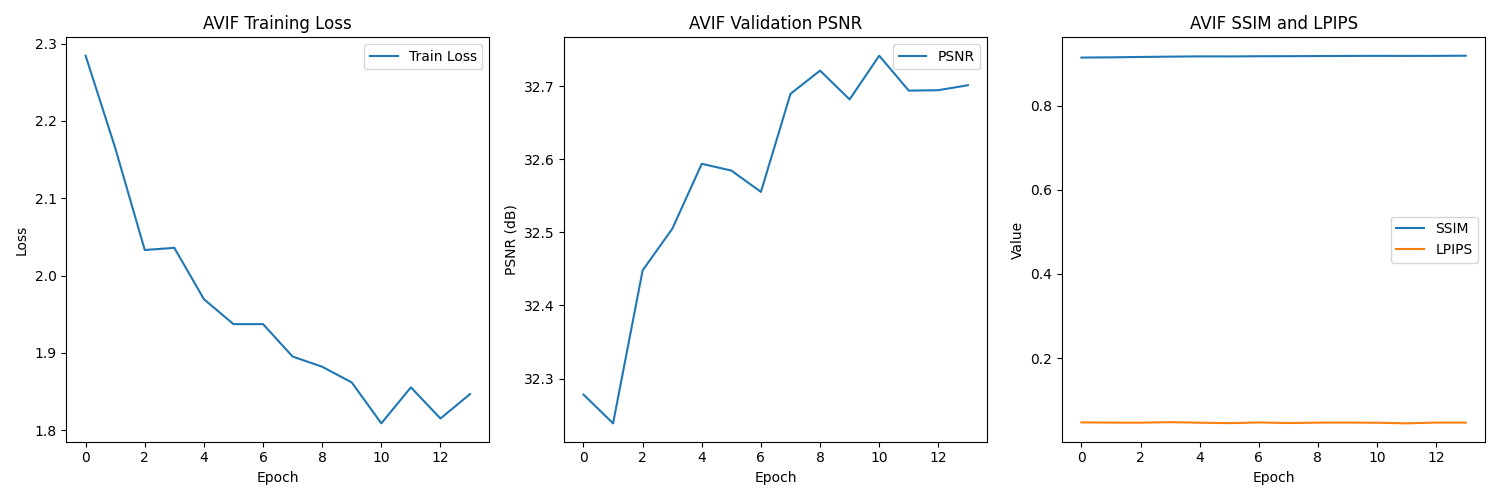 AVIF Training Loss
2.3
2.2
2.1
2.0
1.9
1.8
Loss
Train Loss
0 2 4 6 8 10 12
Epoch
AVIF Validation PSNR
32.7
32.6
32.5
32.4
32.3
PSNR (dB)
PSNR
0 2 4 6 8 10 12
Epoch
AVIF SSIM and LPIPS
0.8
0.6
0.4
0.2
Value
SSIM
LPIPS
0 2 4 6 8 10 12
Epoch